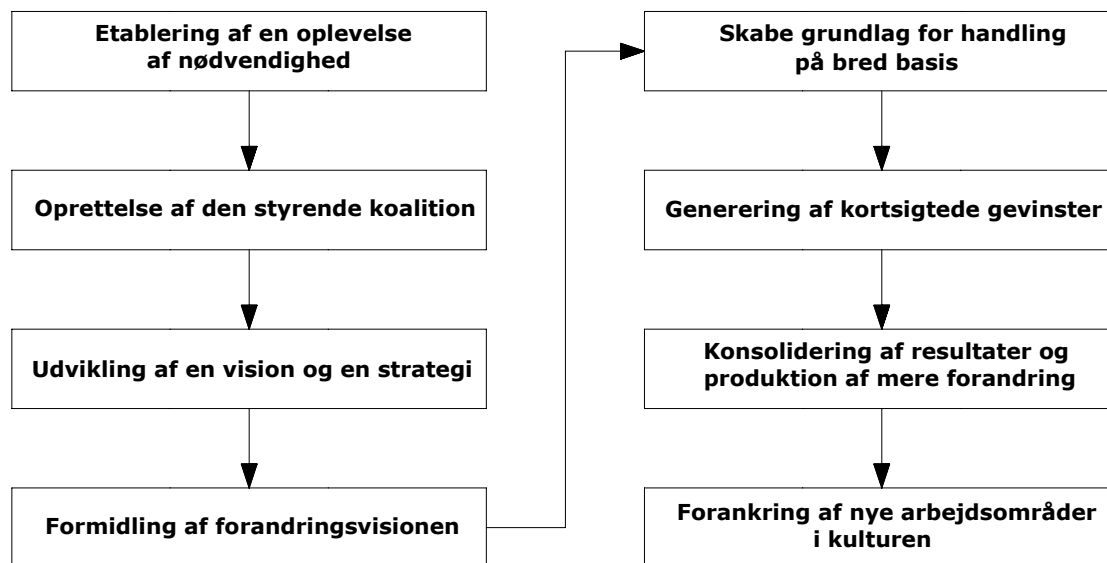 Etablering af en oplevelse
af nødvendighed
Oprettelse af den styrende koalition
Udvikling af en vision og en strategi
Formidling af forandringsvisionen
Skabe grundlag for handling
på bred basis
Generering af kortsigtede gevinster
Konsolidering af resultater og
produktion af mere forandring
Forankring af nye arbejdsområder
i kulturen